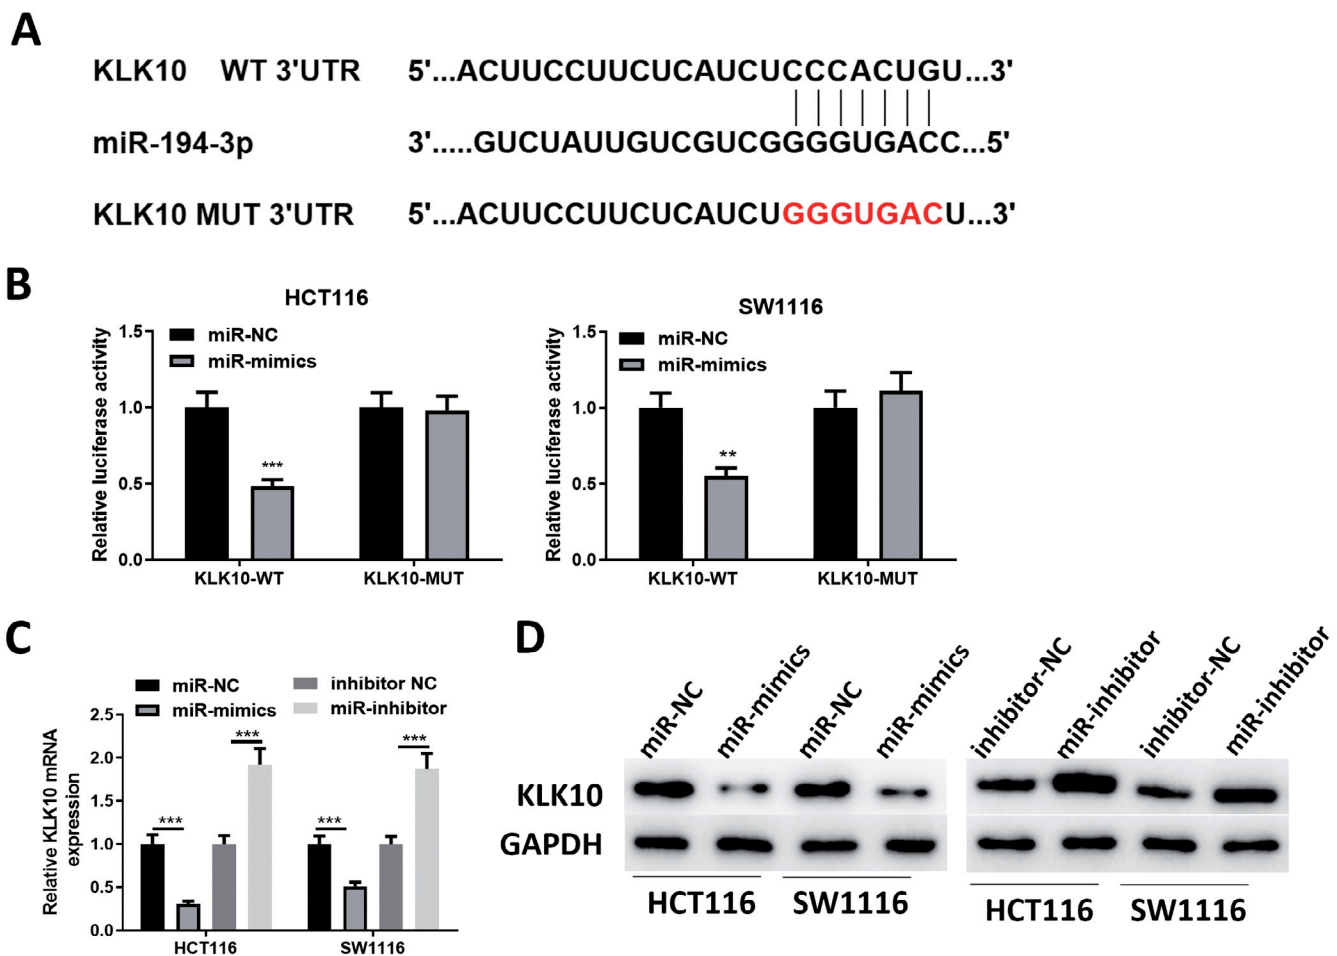 A
KLK10 WT 3'UTR 5'...ACUUCCUUCUCAUCUCCCACUGU...3'
miR-194-3p 3'.....GUCUAUUGUCGUCGGGGUGACC...5'
KLK10 MUT 3'UTR 5'...ACUUCCUUCUCAUCUGGGUGACU...3'
B
HCT116
miR-NC
miR-mimics
Relative luciferase activity
1.5
1.0
0.5
0.0
***
KLK10-WT KLK10-MUT
SW1116
miR-NC
miR-mimics
Relative luciferase activity
1.5
1.0
0.5
0.0
**
KLK10-WT KLK10-MUT
C
miR-NC inhibitor NC
miR-mimics miR-inhibitor
Relative KLK10 mRNA
expression
2.5
2.0
1.5
1.0
0.5
0.0
*** *** *** ***
HCT116 SW1116
D
miR-NC miR-mimics miR-NC miR-mimics inhibitor-NC miR-inhibitor inhibitor-NC miR-inhibitor
KLK10
GAPDH
HCT116 SW1116 HCT116 SW1116